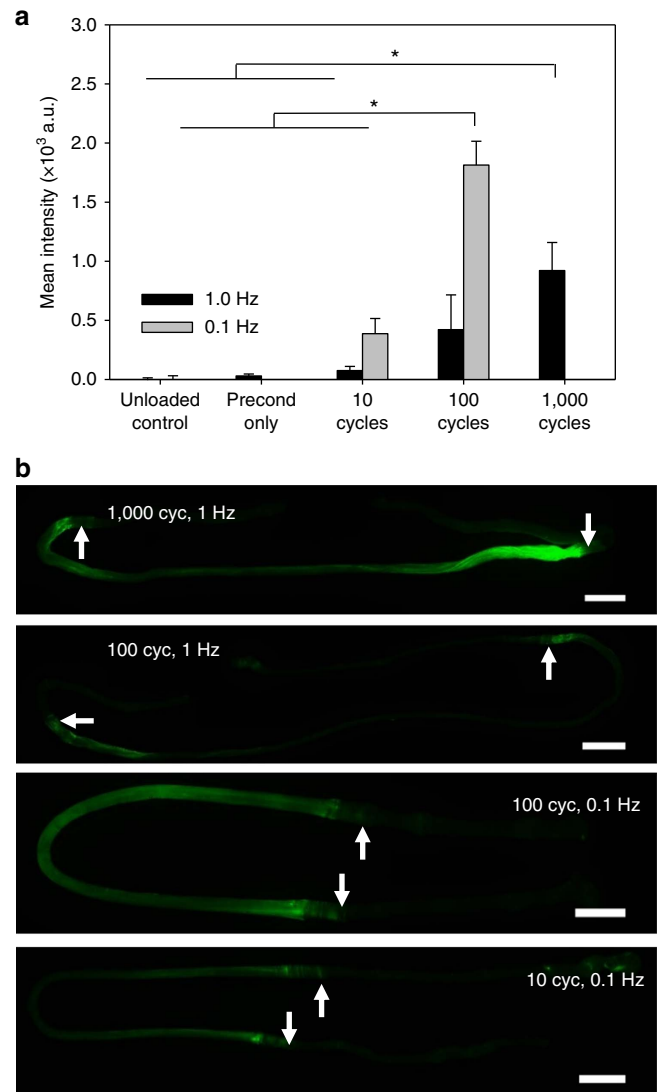 a
3.0
2.5
2.0
1.5
1.0
0.5
0.0
Mean intensity (×10³ a.u.)
*
*
1.0 Hz
0.1 Hz
Unloaded control
Precond only
10 cycles
100 cycles
1,000 cycles
b
1,000 cyc, 1 Hz
100 cyc, 1 Hz
100 cyc, 0.1 Hz
10 cyc, 0.1 Hz